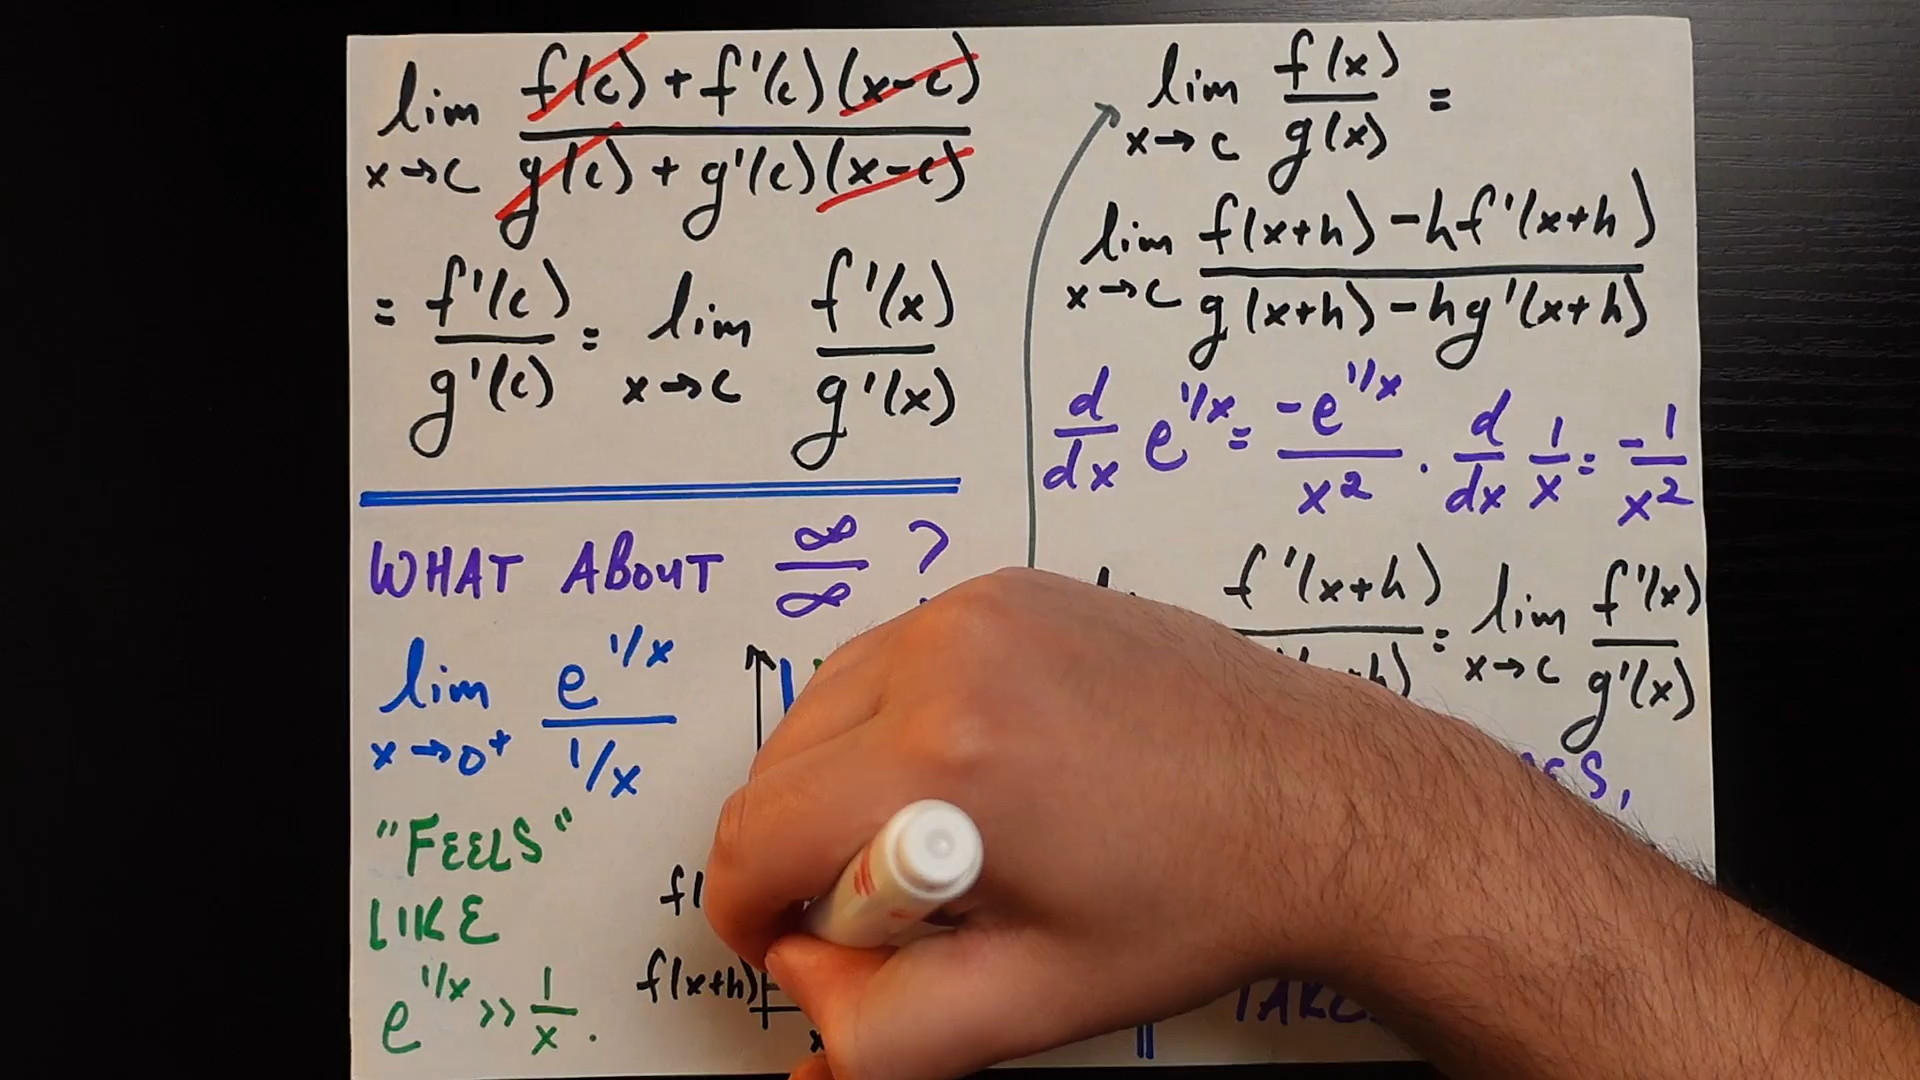 lim x→c f(c) + f'(c)(x-c) / g(c) + g'(c)(x-c)
= f'(c) / g'(c) = lim x→c f'(x) / g'(x)
WHAT ABOUT ∞/∞ ?
lim x→0⁺ e^1/x / 1/x
"FEELS"
LIKE
e^1/x >> 1/x .
f(x+h)
lim x→c f(x) / g(x) =
lim x→c f(x+h) - hf'(x+h) / g(x+h) - hg'(x+h)
d/dx e^1/x = -e^1/x / x² . d/dx 1/x = -1/x²
f'(x+h) = lim x→c f'(x) / g'(x)